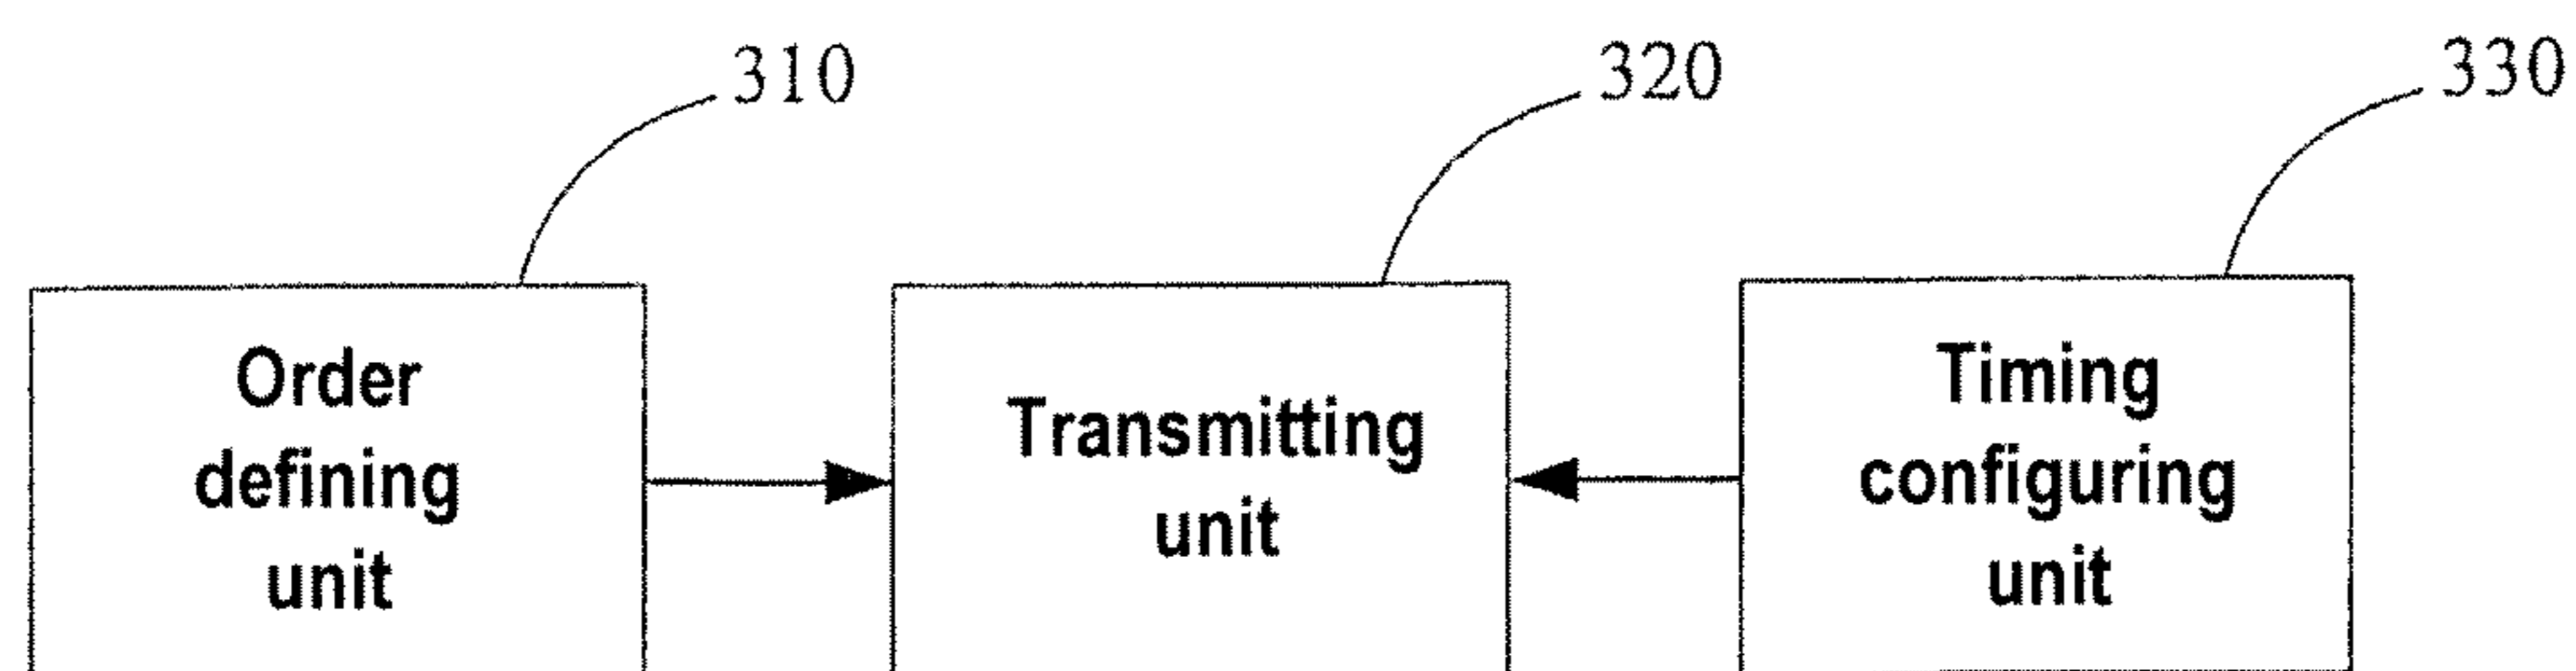 310
320
330
Order
defining
unit
Transmitting
unit
Timing
configuring
unit